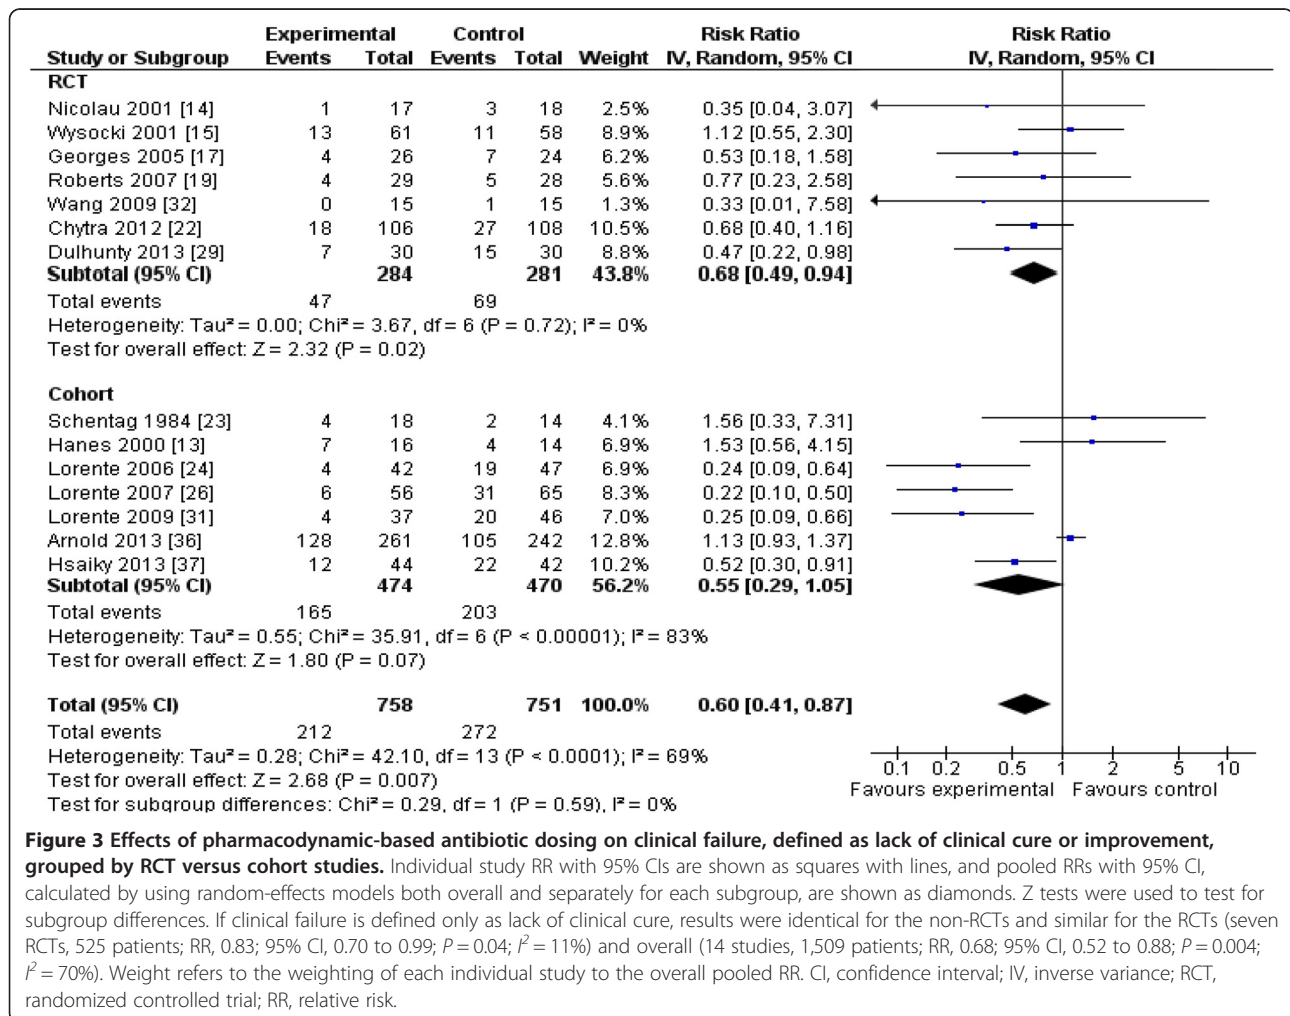 Experimental Control Risk Ratio Risk Ratio
Study or Subgroup Events Total Events Total Weight IV, Random, 95% CI IV, Random, 95% CI
RCT
Nicolau 2001 [14] 1 17 3 18 2.5% 0.35 [0.04, 3.07]
Wysocki 2001 [15] 13 61 11 58 8.9% 1.12 [0.55, 2.30]
Georges 2005 [17] 4 26 7 24 6.2% 0.53 [0.18, 1.58]
Roberts 2007 [19] 4 29 5 28 5.6% 0.77 [0.23, 2.58]
Wang 2009 [32] 0 15 1 15 1.3% 0.33 [0.01, 7.58]
Chytra 2012 [22] 18 106 27 108 10.5% 0.68 [0.40, 1.16]
Dulhunty 2013 [29] 7 30 15 30 8.8% 0.47 [0.22, 0.98]
Subtotal (95% CI) 284 281 43.8% 0.68 [0.49, 0.94]
Total events 47 69
Heterogeneity: Tau² = 0.00; Chi² = 3.67, df = 6 (P = 0.72); I² = 0%
Test for overall effect: Z = 2.32 (P = 0.02)
Cohort
Schentag 1984 [23] 4 18 2 14 4.1% 1.56 [0.33, 7.31]
Hanes 2000 [13] 7 16 4 14 6.9% 1.53 [0.56, 4.15]
Lorente 2006 [24] 4 42 19 47 6.9% 0.24 [0.09, 0.64]
Lorente 2007 [26] 6 56 31 65 8.3% 0.22 [0.10, 0.50]
Lorente 2009 [31] 4 37 20 46 7.0% 0.25 [0.09, 0.66]
Arnold 2013 [36] 128 261 105 242 12.8% 1.13 [0.93, 1.37]
Hsaiky 2013 [37] 12 44 22 42 10.2% 0.52 [0.30, 0.91]
Subtotal (95% CI) 474 470 56.2% 0.55 [0.29, 1.05]
Total events 165 203
Heterogeneity: Tau² = 0.55; Chi² = 35.91, df = 6 (P < 0.00001); I² = 83%
Test for overall effect: Z = 1.80 (P = 0.07)
Total (95% CI) 758 751 100.0% 0.60 [0.41, 0.87]
Total events 212 272
Heterogeneity: Tau² = 0.28; Chi² = 42.10, df = 13 (P < 0.0001); I² = 69%
Test for overall effect: Z = 2.68 (P = 0.007)
Test for subgroup differences: Chi² = 0.29, df = 1 (P = 0.59), I² = 0%
0.1 0.2 0.5 1 2 5 10
Favours experimental Favours control
Figure 3 Effects of pharmacodynamic-based antibiotic dosing on clinical failure, defined as lack of clinical cure or improvement,
grouped by RCT versus cohort studies. Individual study RR with 95% CIs are shown as squares with lines, and pooled RRs with 95% CI,
calculated by using random-effects models both overall and separately for each subgroup, are shown as diamonds. Z tests were used to test for
subgroup differences. If clinical failure is defined only as lack of clinical cure, results were identical for the non-RCTs and similar for the RCTs (seven
RCTs, 525 patients; RR, 0.83; 95% CI, 0.70 to 0.99; P = 0.04; I² = 11%) and overall (14 studies, 1,509 patients; RR, 0.68; 95% CI, 0.52 to 0.88; P = 0.004;
I² = 70%). Weight refers to the weighting of each individual study to the overall pooled RR. CI, confidence interval; IV, inverse variance; RCT,
randomized controlled trial; RR, relative risk.